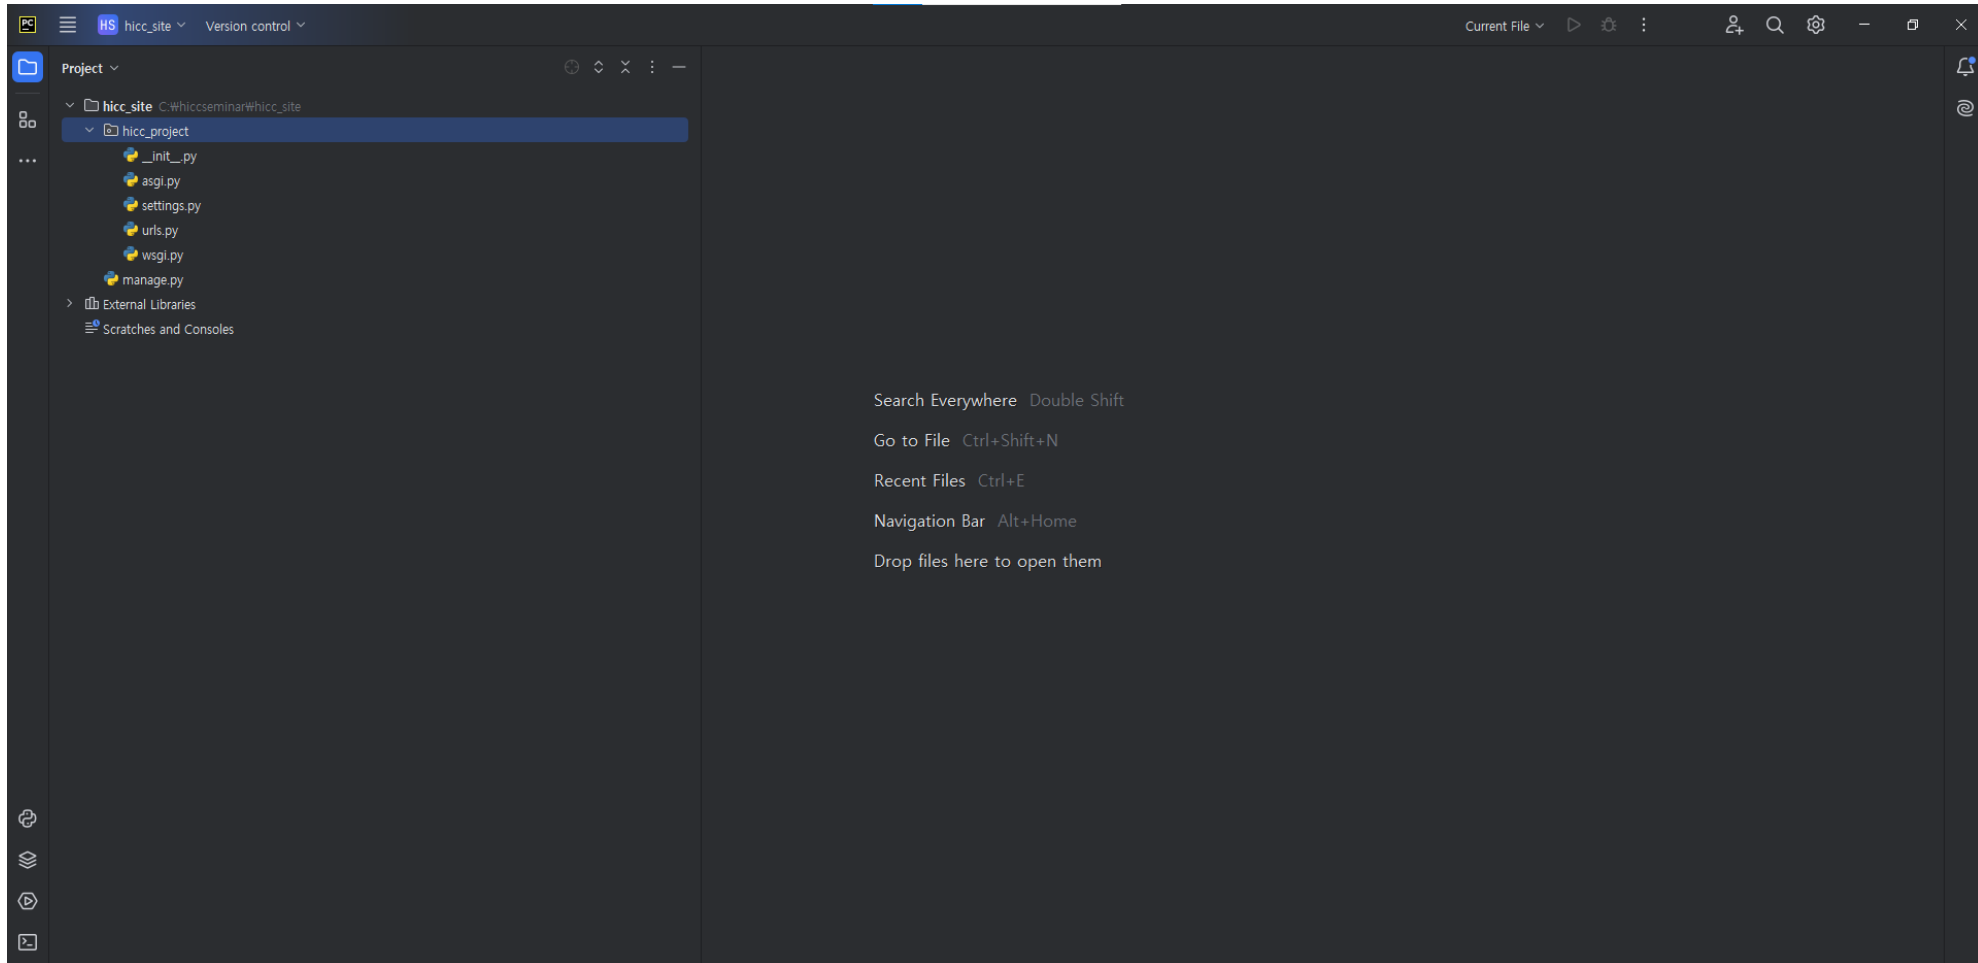 PC HS hicc_site Version control Current File
Project
hicc_site C:₩hiccseminar₩hicc_site
hicc_project
__init__.py
asgi.py
settings.py
urls.py
wsgi.py
manage.py
External Libraries
Scratches and Consoles
Search Everywhere Double Shift
Go to File Ctrl+Shift+N
Recent Files Ctrl+E
Navigation Bar Alt+Home
Drop files here to open them